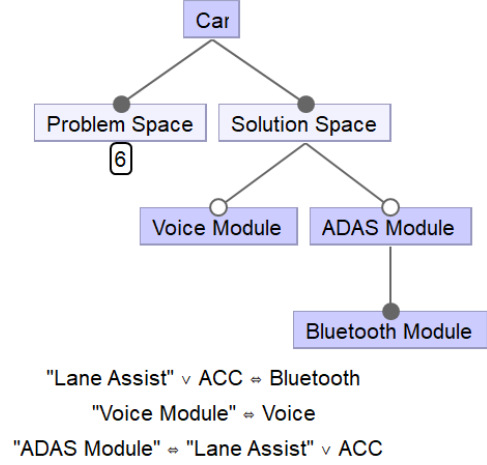 Car
Problem Space Solution Space
6
Voice Module ADAS Module
Bluetooth Module
"Lane Assist" ∨ ACC ⇔ Bluetooth
"Voice Module" ⇔ Voice
"ADAS Module" ⇔ "Lane Assist" ∨ ACC